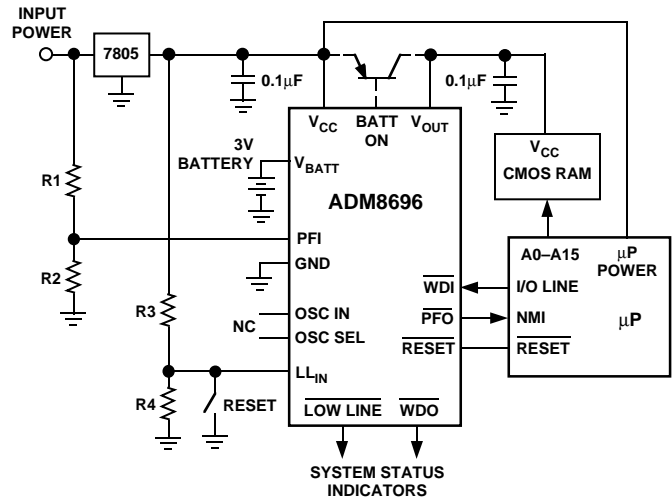 INPUT
POWER
7805
0.1μF
0.1μF
VCC
BATT
ON
VOUT
3V
BATTERY
VBATT
VCC
CMOS RAM
R1
ADM8696
PFI
A0–A15
μP
POWER
R2
GND
WDI
I/O LINE
R3
OSC IN
NC
OSC SEL
PFO
NMI
μP
RESET
RESET
LLIN
R4
RESET
LOW LINE
WDO
SYSTEM STATUS
INDICATORS